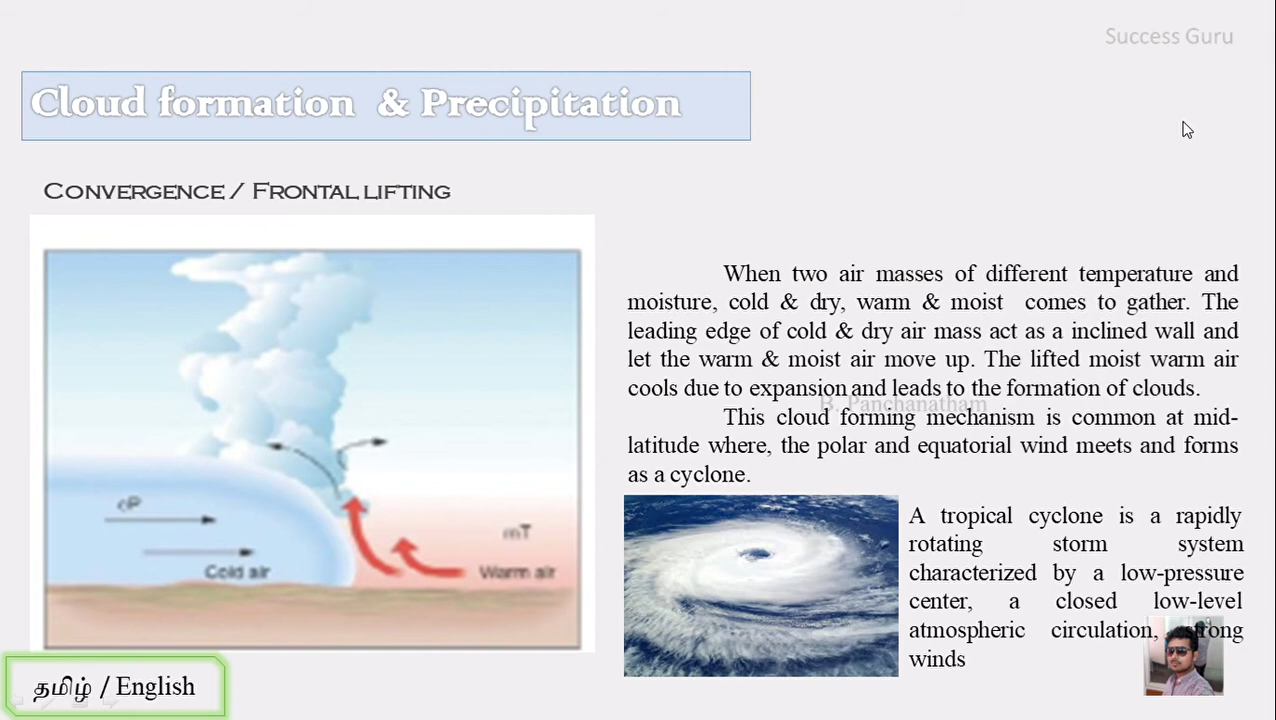 Success Guru
Cloud formation & Precipitation
Convergence / Frontal lifting
When two air masses of different temperature and
moisture, cold & dry, warm & moist comes to gather. The
leading edge of cold & dry air mass act as a inclined wall and
let the warm & moist air move up. The lifted moist warm air
cools due to expansion and leads to the formation of clouds.
B. Panchanatham
This cloud forming mechanism is common at mid-
latitude where, the polar and equatorial wind meets and forms
as a cyclone.
cP
mT
Cold air
Warm air
A tropical cyclone is a rapidly
rotating storm system
characterized by a low-pressure
center, a closed low-level
atmospheric circulation, strong
winds
தமிழ் / English